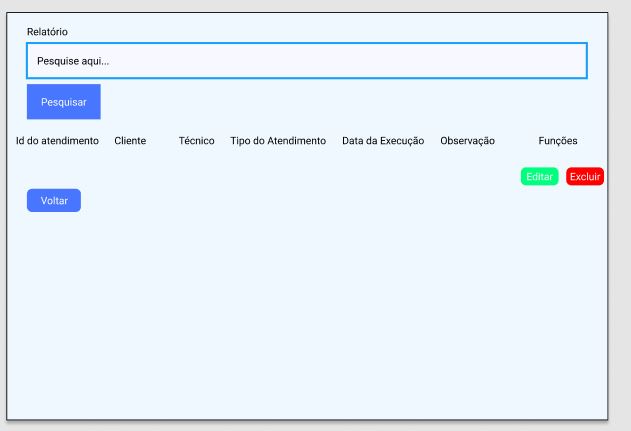 Relatório
Pesquise aqui...
Pesquisar
Id do atendimento Cliente Técnico Tipo do Atendimento Data da Execução Observação Funções
Editar Excluir
Voltar